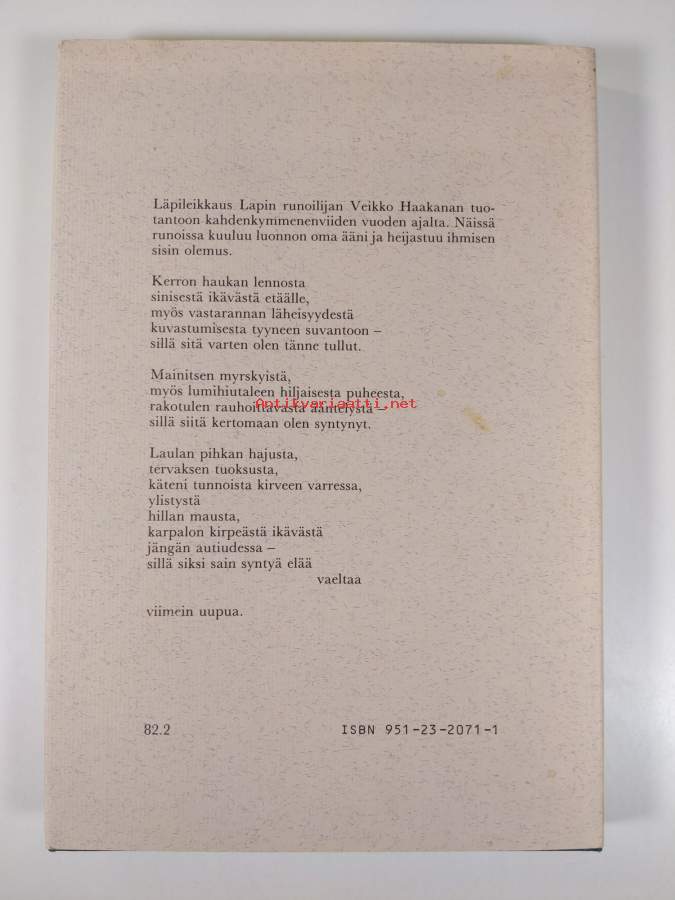 Läpileikkaus Lapin runoilijan Veikko Haakanan tuo-
tantoon kahdenkymmenenviiden vuoden ajalta. Näissä
runoissa kuuluu luonnon oma ääni ja heijastuu ihmisen
sisin olemus.
Kerron haukan lennosta
sinisestä ikävästä etäälle,
myös vastarannan läheisyydestä
kuvastumisesta tyyneen suvantoon –
sillä sitä varten olen tänne tullut.
Mainitsen myrskyistä,
myös lumihiutaleen hiljaisesta puheesta,
Antikvariaatti.net
rakotulen rauhoittavasta ääntelystä –
sillä siitä kertomaan olen syntynyt.
Laulan pihkan hajusta,
tervaksen tuoksusta,
käteni tunnoista kirveen varressa,
ylistystä
hillan mausta,
karpalon kirpeästä ikävästä
jängän autiudessa –
sillä siksi sain syntyä elää
vaeltaa
viimein uupua.
82.2 ISBN 951-23-2071-1